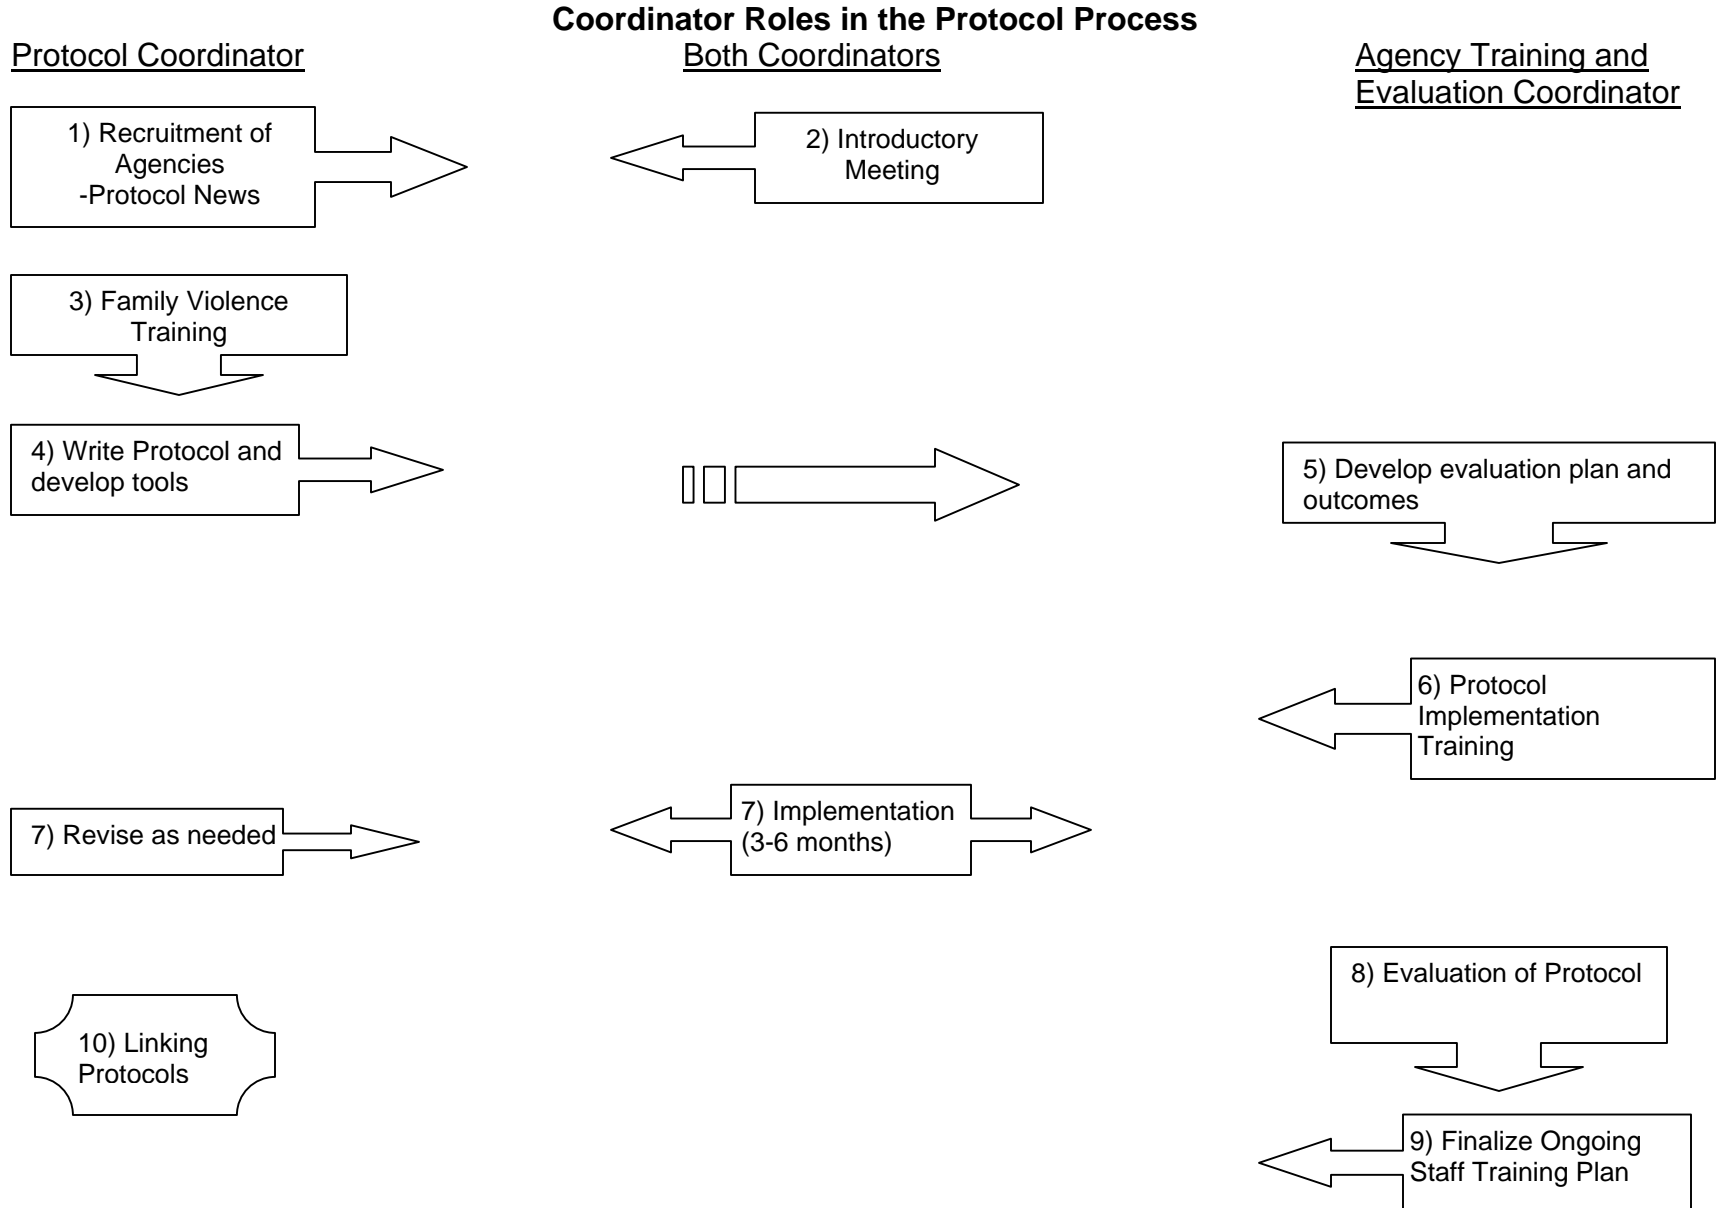 Coordinator Roles in the Protocol Process
Protocol Coordinator
Both Coordinators
Agency Training and
Evaluation Coordinator
1) Recruitment of
Agencies
-Protocol News
2) Introductory
Meeting
3) Family Violence
Training
4) Write Protocol and
develop tools
5) Develop evaluation plan and
outcomes
6) Protocol
Implementation
Training
7) Revise as needed
7) Implementation
(3-6 months)
8) Evaluation of Protocol
10) Linking
Protocols
9) Finalize Ongoing
Staff Training Plan